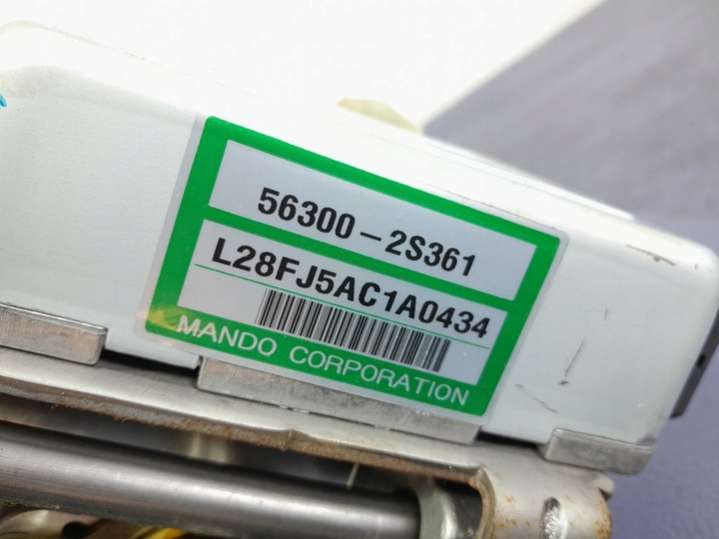 56300-2S361
L28FJ5AC1A0434
MANDO CORPORATION